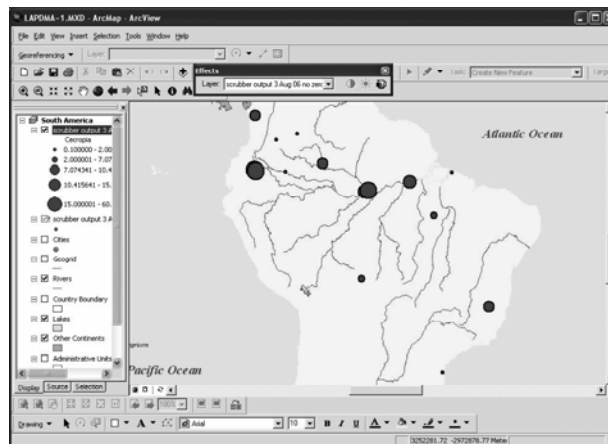 LAPDMA-1.MXD - ArcMap - ArcView
File Edit View Insert Selection Tools Window Help
Georeferencing Layer:
Effects
Layer: scrubber output 3 Aug 06 no zero
Task: Create New Feature
South America
scrubber output 3 A
Cecropia
0.100000 - 2.00
2.000001 - 7.07
7.074341 - 10.4
10.415641 - 15.
15.000001 - 60.
scrubber output 3 A
Cities
Geogrid
Rivers
Country Boundary
Lakes
Other Continents
Administrative Units
Atlantic Ocean
Pacific Ocean
Display Source Selection
100%
Drawing A Arial 10 B I U A
3252281.72 -2972878.77 Meter